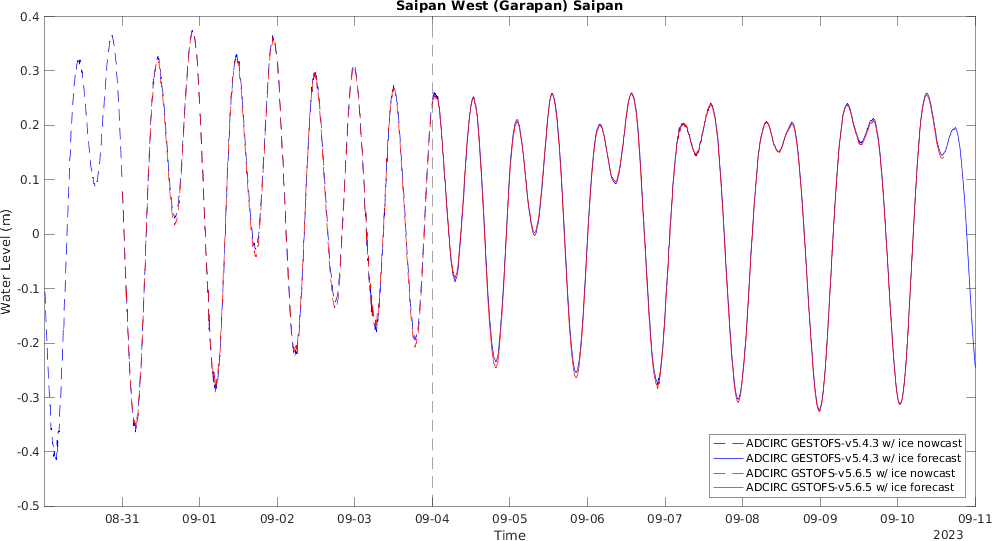 Saipan West (Garapan) Saipan
0.4
0.3
0.2
0.1
0
-0.1
-0.2
-0.3
-0.4
-0.5
Water Level (m)
ADCIRC GESTOFS-v5.4.3 w/ ice nowcast
ADCIRC GESTOFS-v5.4.3 w/ ice forecast
ADCIRC GSTOFS-v5.6.5 w/ ice nowcast
ADCIRC GSTOFS-v5.6.5 w/ ice forecast
08-31 09-01 09-02 09-03 09-04 09-05 09-06 09-07 09-08 09-09 09-10 09-11
Time
2023